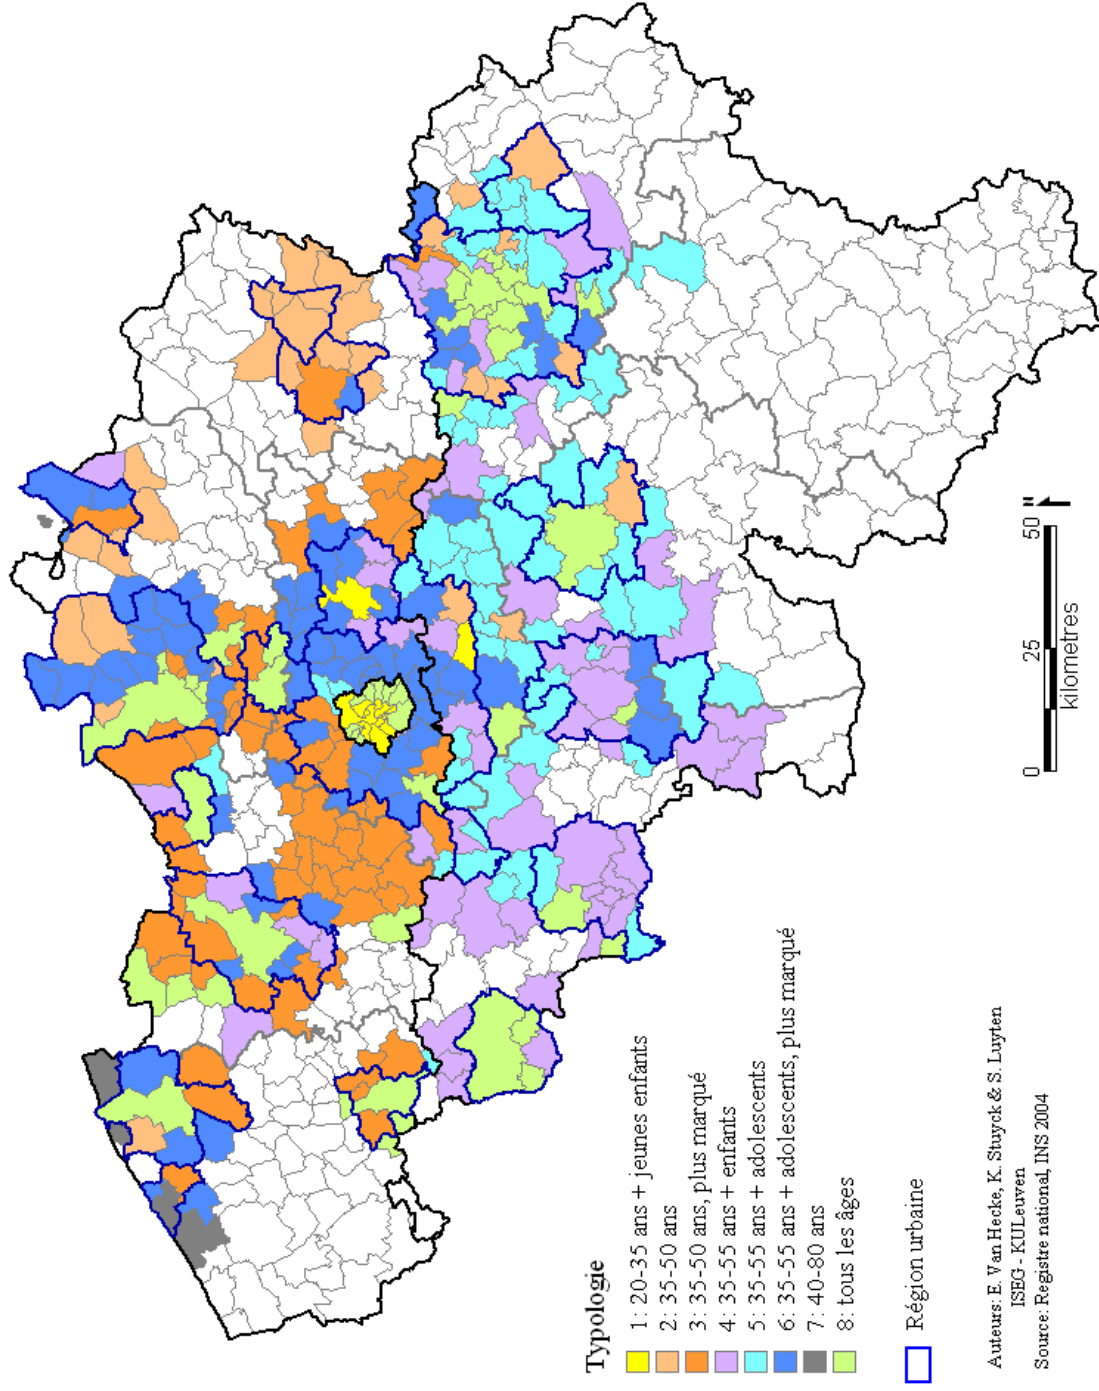 Typologie
1: 20-35 ans + jeunes enfants
2: 35-50 ans
3: 35-50 ans, plus marqué
4: 35-55 ans + enfants
5: 35-55 ans + adolescents
6: 35-55 ans + adolescents, plus marqué
7: 40-80 ans
8: tous les âges
Région urbaine
Auteurs: E. Van Hecke, K. Stuyck & S. Luyten
ISEG - KULeuven
Source: Registre national, INS 2004
0 25 50
kilometres